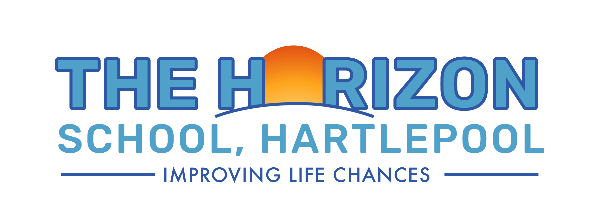 THE HORIZON
SCHOOL, HARTLEPOOL
IMPROVING LIFE CHANCES